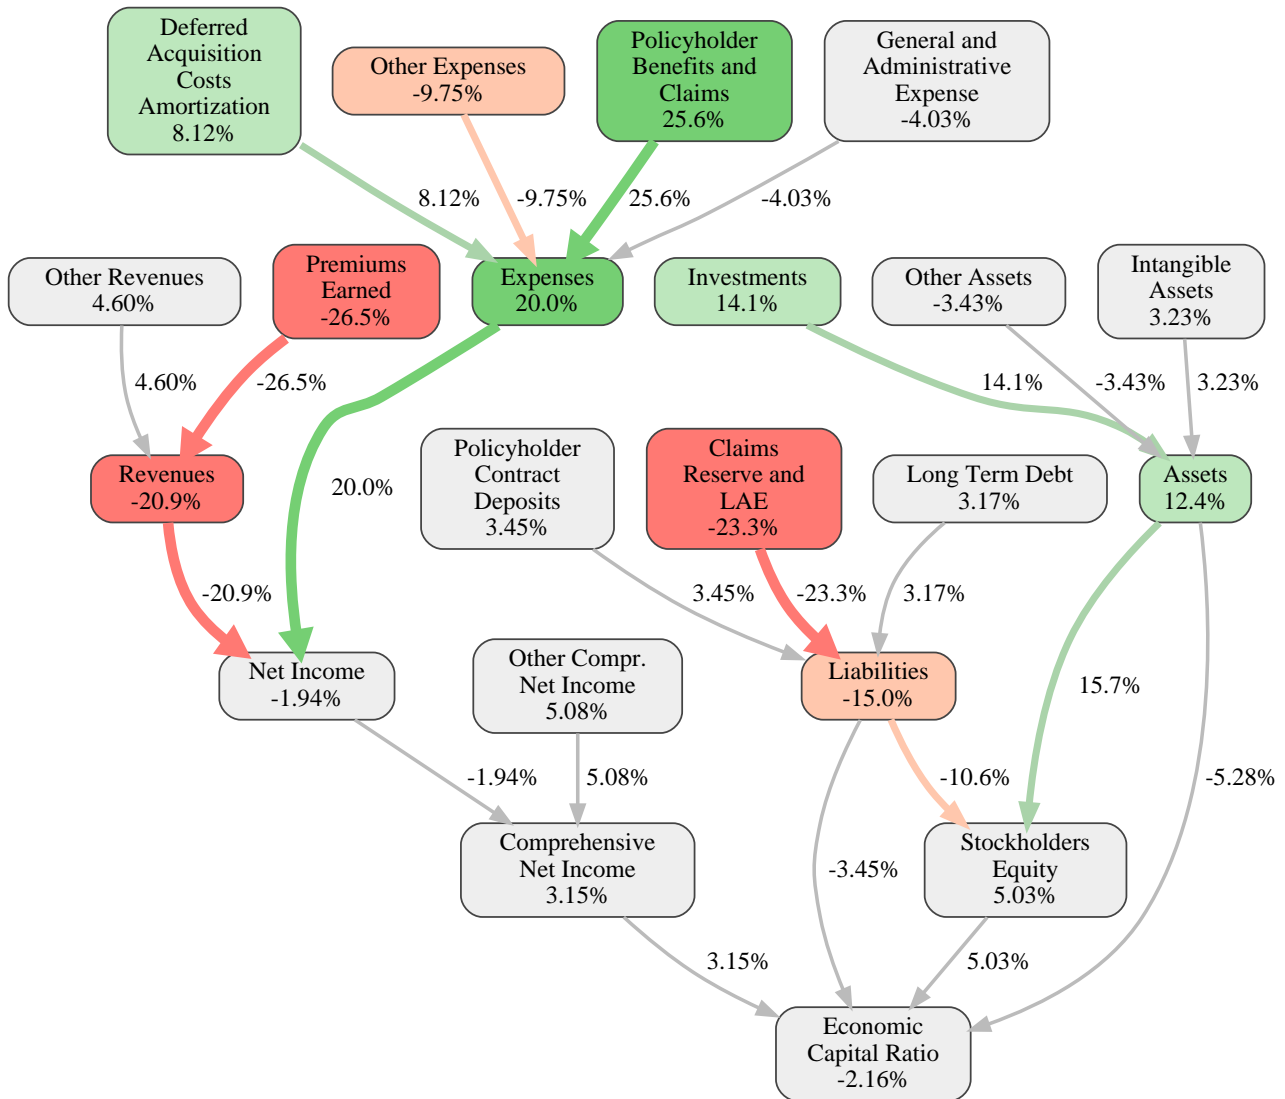 Deferred
Acquisition
Costs
Amortization
8.12%
Other Expenses
-9.75%
Policyholder
Benefits and
Claims
25.6%
General and
Administrative
Expense
-4.03%
8.12%
-9.75%
25.6%
-4.03%
Other Revenues
4.60%
Premiums
Earned
-26.5%
Expenses
20.0%
Investments
14.1%
Other Assets
-3.43%
Intangible
Assets
3.23%
4.60%
-26.5%
20.0%
14.1%
-3.43%
3.23%
Revenues
-20.9%
Policyholder
Contract
Deposits
3.45%
Claims
Reserve and
LAE
-23.3%
Long Term Debt
3.17%
Assets
12.4%
-20.9%
3.45%
-23.3%
3.17%
15.7%
-5.28%
Net Income
-1.94%
Other Compr.
Net Income
5.08%
Liabilities
-15.0%
-1.94%
5.08%
-10.6%
-3.45%
Comprehensive
Net Income
3.15%
Stockholders
Equity
5.03%
3.15%
5.03%
Economic
Capital Ratio
-2.16%